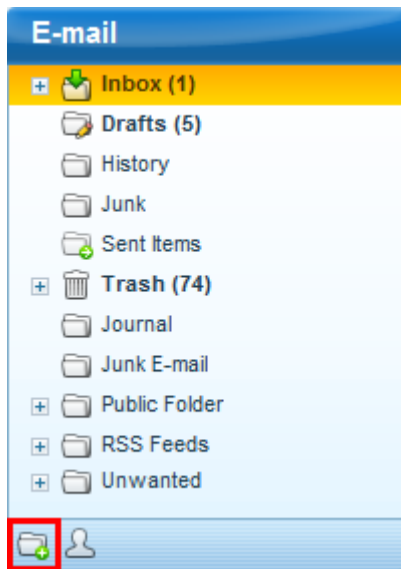 E-mail
Inbox (1)
Drafts (5)
History
Junk
Sent Items
Trash (74)
Journal
Junk E-mail
Public Folder
RSS Feeds
Unwanted